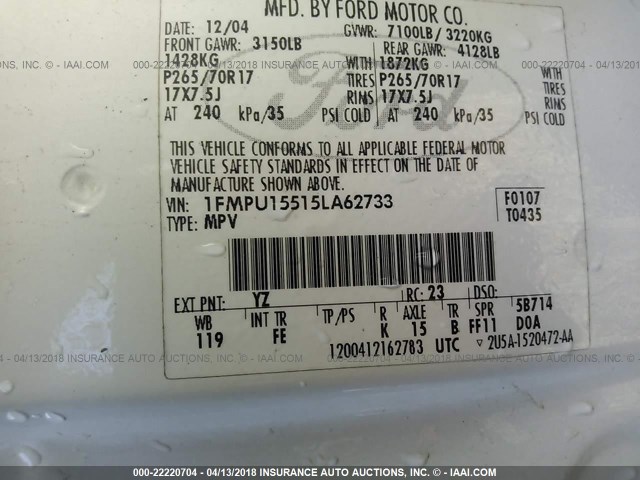 MFD. BY FORD MOTOR CO.
DATE: 12/04 GVWR: 7100LB/ 3220KG
FRONT GAWR: 3150LB REAR GAWR: 4128LB
1428KG WITH 1872KG WITH
P265/70R17 TIRES P265/70R17 TIRES
17X7.5J RIMS 17X7.5J RIMS
AT 240 kPa/35 PSI COLD AT 240 kPa/35 PSI COLD
Ford
THIS VEHICLE CONFORMS TO ALL APPLICABLE FEDERAL MOTOR
VEHICLE SAFETY STANDARDS IN EFFECT ON THE DATE OF
MANUFACTURE SHOWN ABOVE.
VIN: 1FMPU15515LA62733 F0107
TYPE: MPV T0435
EXT PNT: YZ RC: 23 DSO:
WB INT TR TP/PS R AXLE TR SPR 5B714
119 FE K 15 B FF11 D0A
1200412162783 UTC ▽ 2U5A-1520472-AA
000-22220704 - 04/13/2018 INSURANCE AUTO AUCTIONS - © IAAI.COM